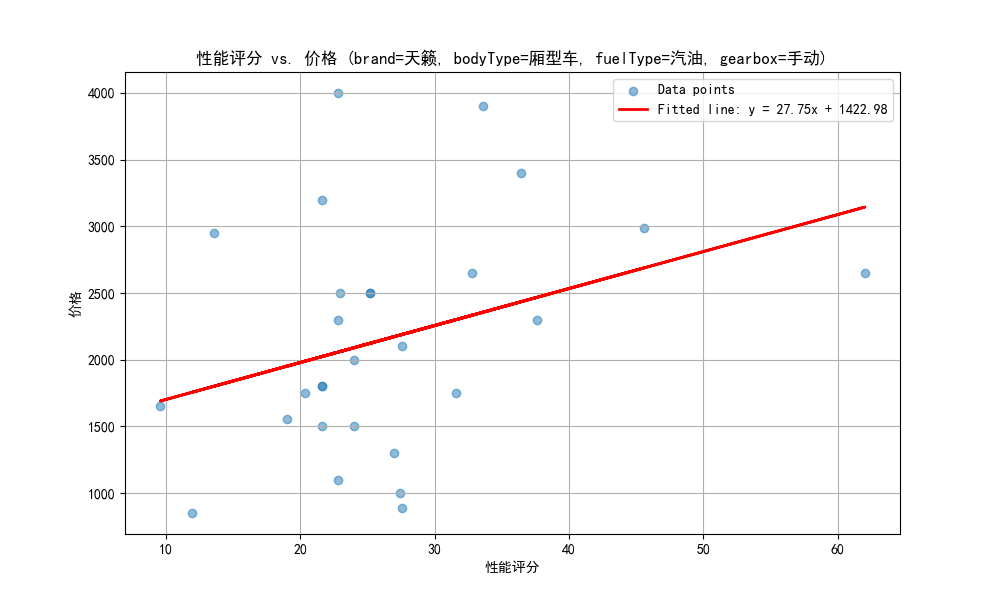 性能评分 vs. 价格 (brand=天籁, bodyType=厢型车, fuelType=汽油, gearbox=手动)
Data points
Fitted line: y = 27.75x + 1422.98
4000
3500
3000
2500
2000
1500
1000
价格
10 20 30 40 50 60
性能评分